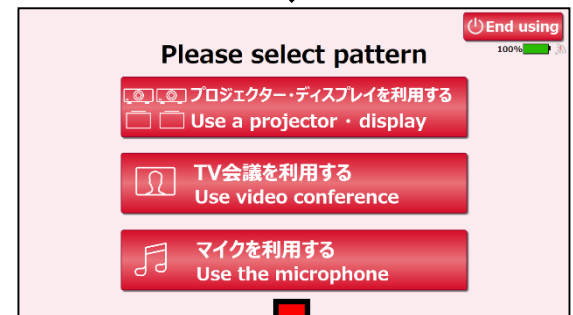 End using
100%
Please select pattern
プロジェクター・ディスプレイを利用する
Use a projector・display
TV会議を利用する
Use video conference
マイクを利用する
Use the microphone